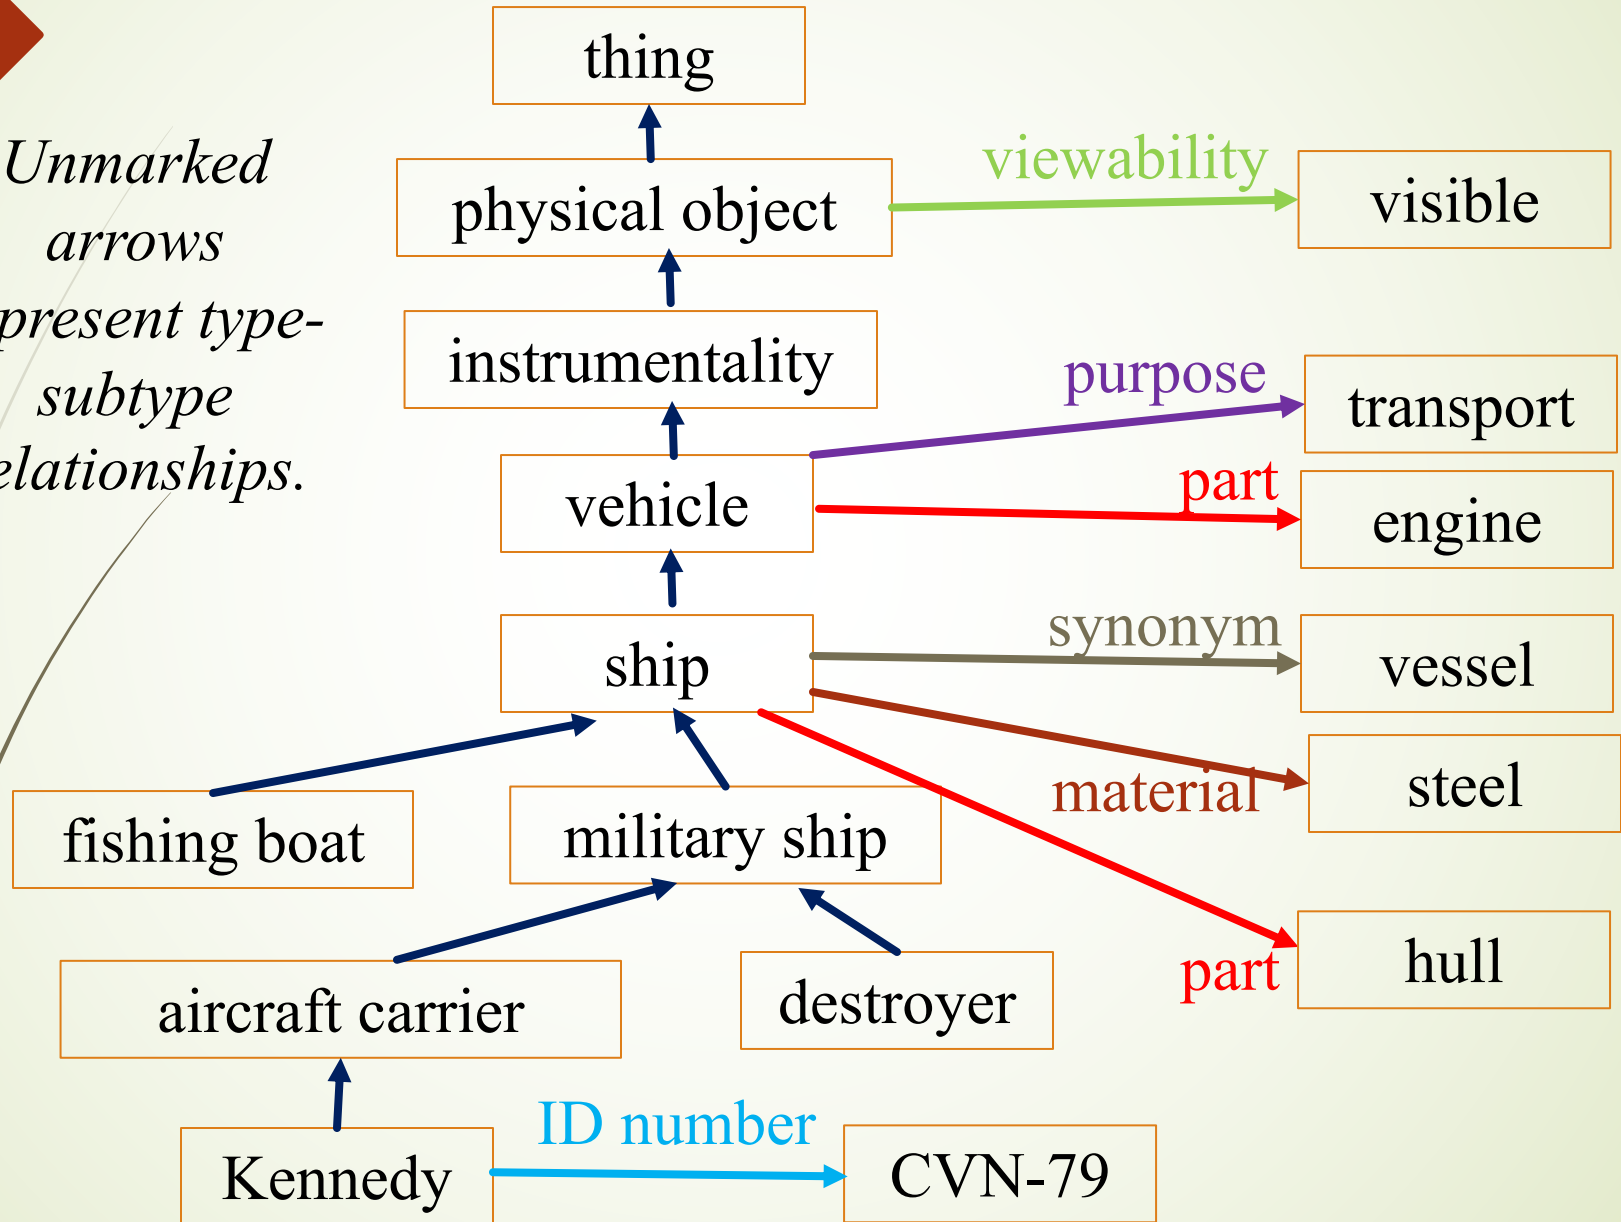 thing
Unmarked
arrows
present type-
subtype
elationships.
physical object
viewability
visible
instrumentality
purpose
transport
vehicle
part
engine
ship
synonym
vessel
material
steel
fishing boat
military ship
part
hull
aircraft carrier
destroyer
Kennedy
ID number
CVN-79